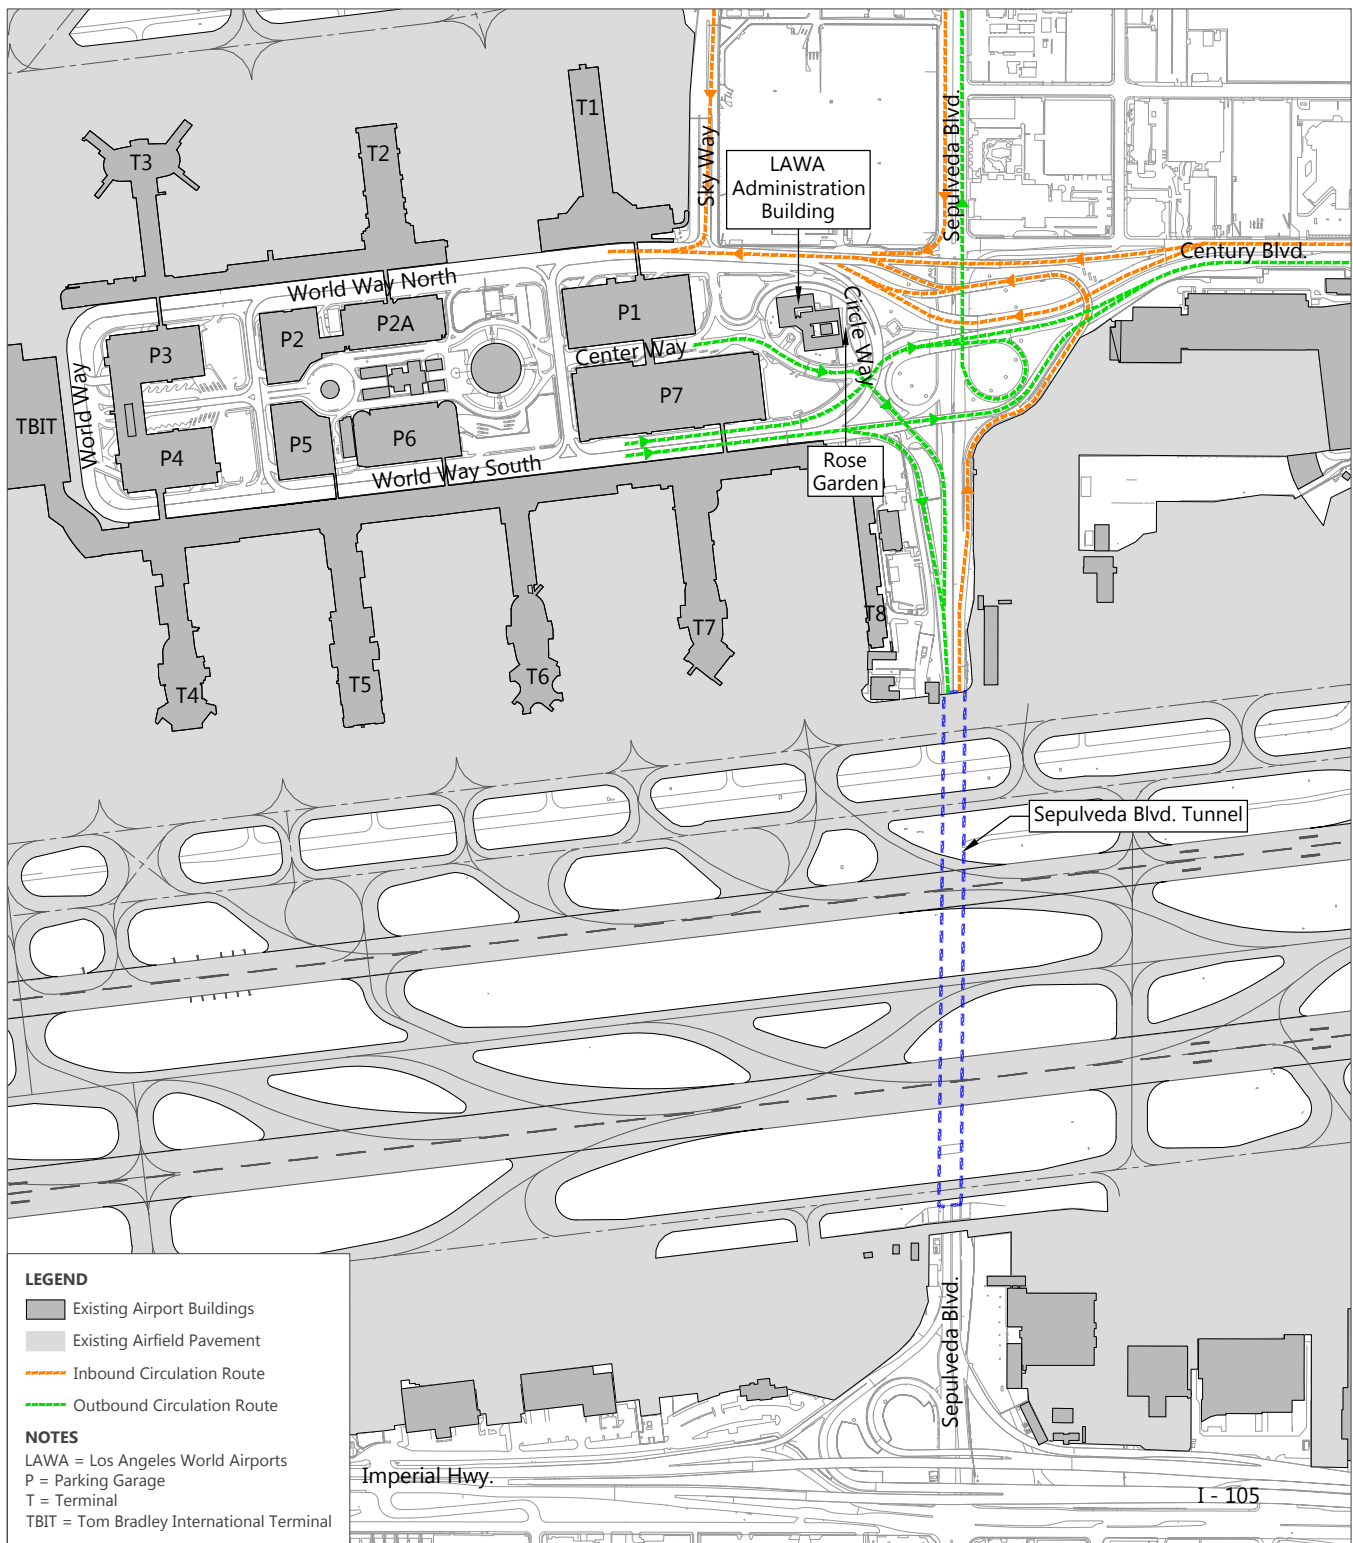 T1
T2
T3
Sky Way
Sepulveda Blvd.
LAWA
Administration
Building
Century Blvd.
World Way North
P1
P2A
P2
P3
Circle Way
Center Way
World Way
TBIT
P7
P6
P5
P4
World Way South
Rose
Garden
T8
T7
T6
T5
T4
Sepulveda Blvd. Tunnel
Sepulveda Blvd.
Imperial Hwy.
I - 105
LEGEND
Existing Airport Buildings
Existing Airfield Pavement
Inbound Circulation Route
Outbound Circulation Route
NOTES
LAWA = Los Angeles World Airports
P = Parking Garage
T = Terminal
TBIT = Tom Bradley International Terminal